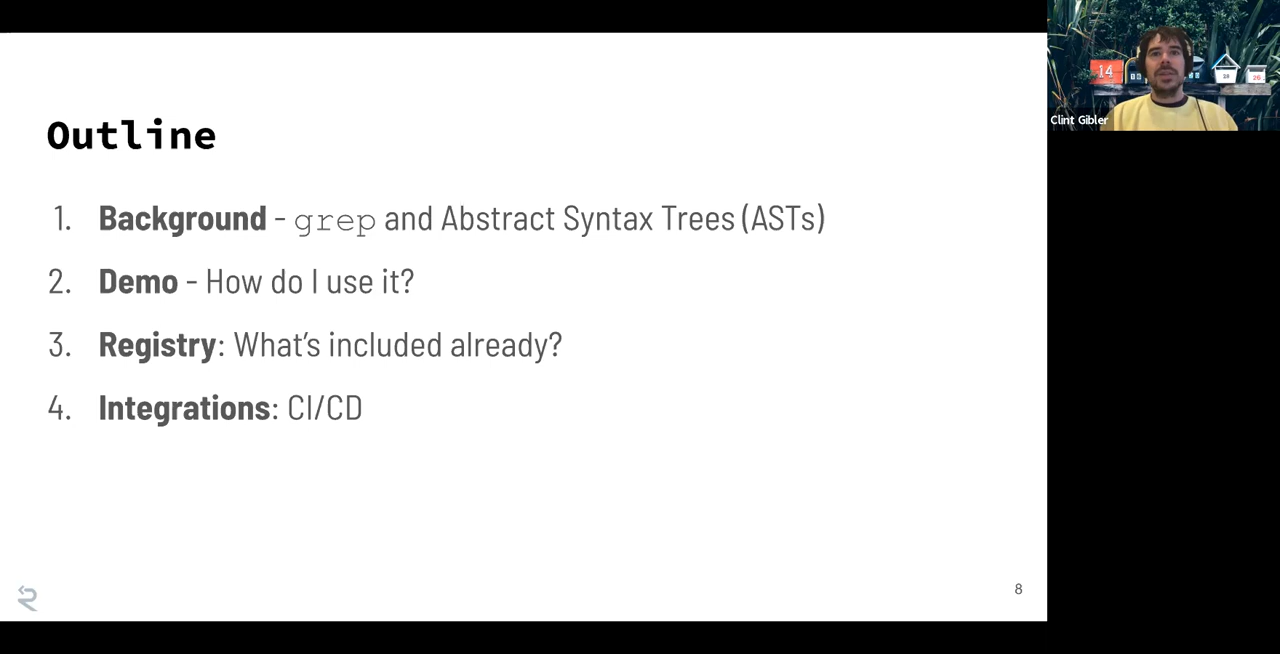 Outline
1. Background - grep and Abstract Syntax Trees (ASTs)
2. Demo - How do I use it?
3. Registry: What's included already?
4. Integrations: CI/CD
8
14
Clint Gibler